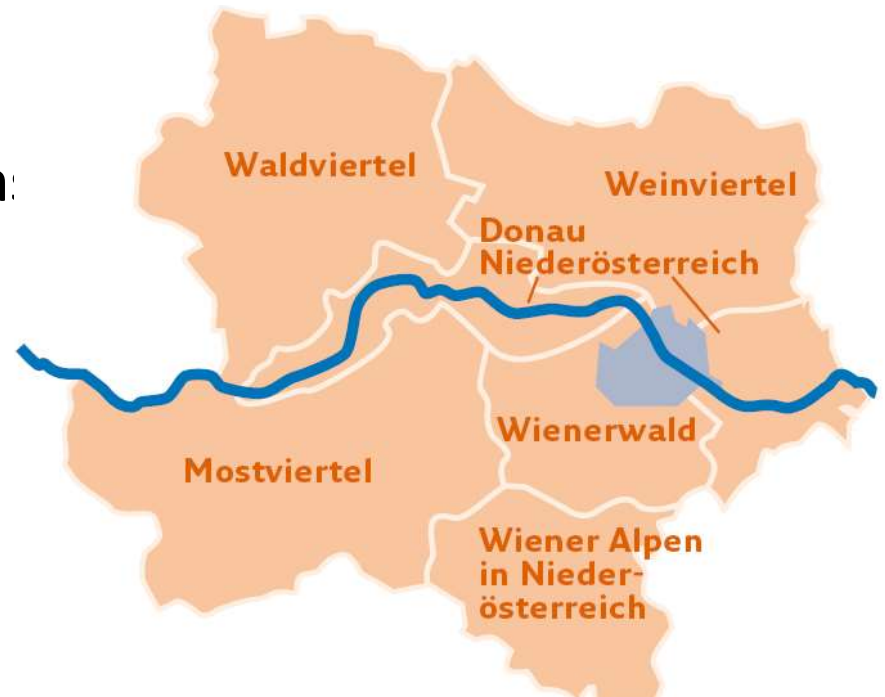 Waldviertel
Weinviertel
Donau
Niederösterreich
Wienerwald
Mostviertel
Wiener Alpen
in Nieder-
österreich